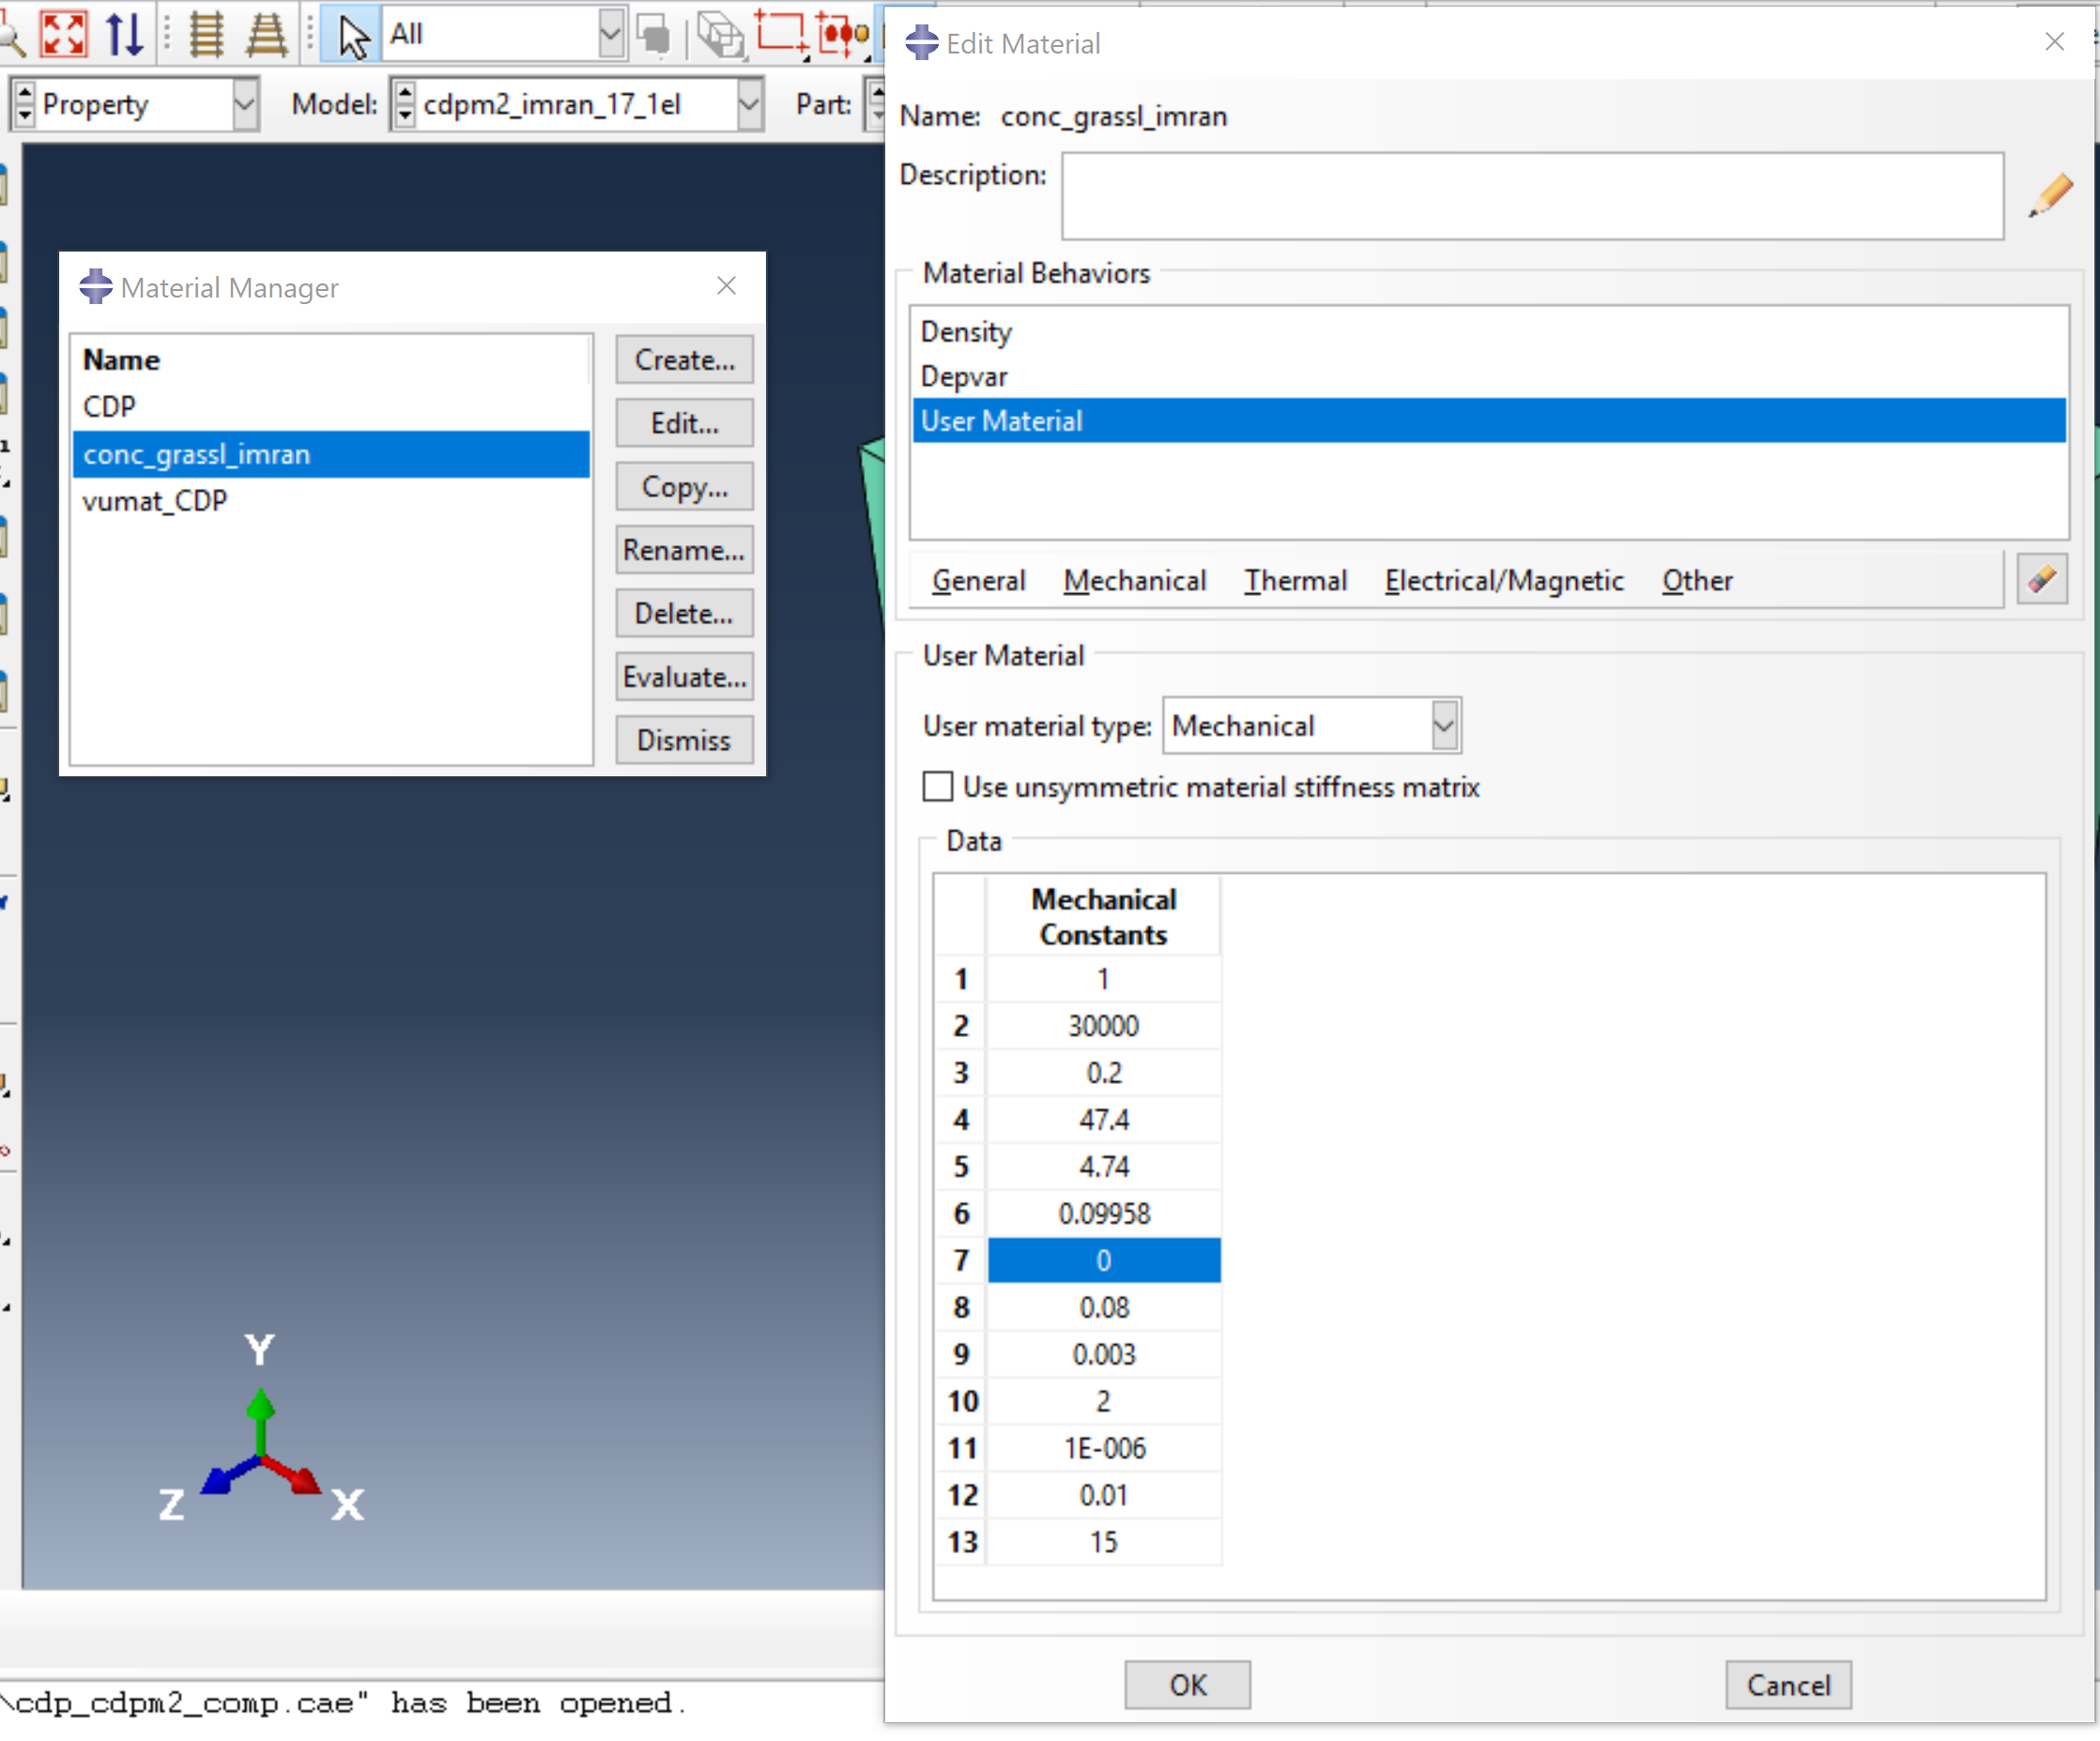 All
Property
Model:
cdpm2_imran_17_1el
Part:
Material Manager
Name
CDP
conc_grassl_imran
vumat_CDP
Create...
Edit...
Copy...
Rename...
Delete...
Evaluate...
Dismiss
Y
Z
X
\cdp_cdpm2_comp.cae" has been opened.
Edit Material
Name: conc_grassl_imran
Description:
Material Behaviors
Density
Depvar
User Material
General Mechanical Thermal Electrical/Magnetic Other
User Material
User material type: Mechanical
Use unsymmetric material stiffness matrix
Data
Mechanical
Constants
1 1
2 30000
3 0.2
4 47.4
5 4.74
6 0.09958
7 0
8 0.08
9 0.003
10 2
11 1E-006
12 0.01
13 15
OK Cancel